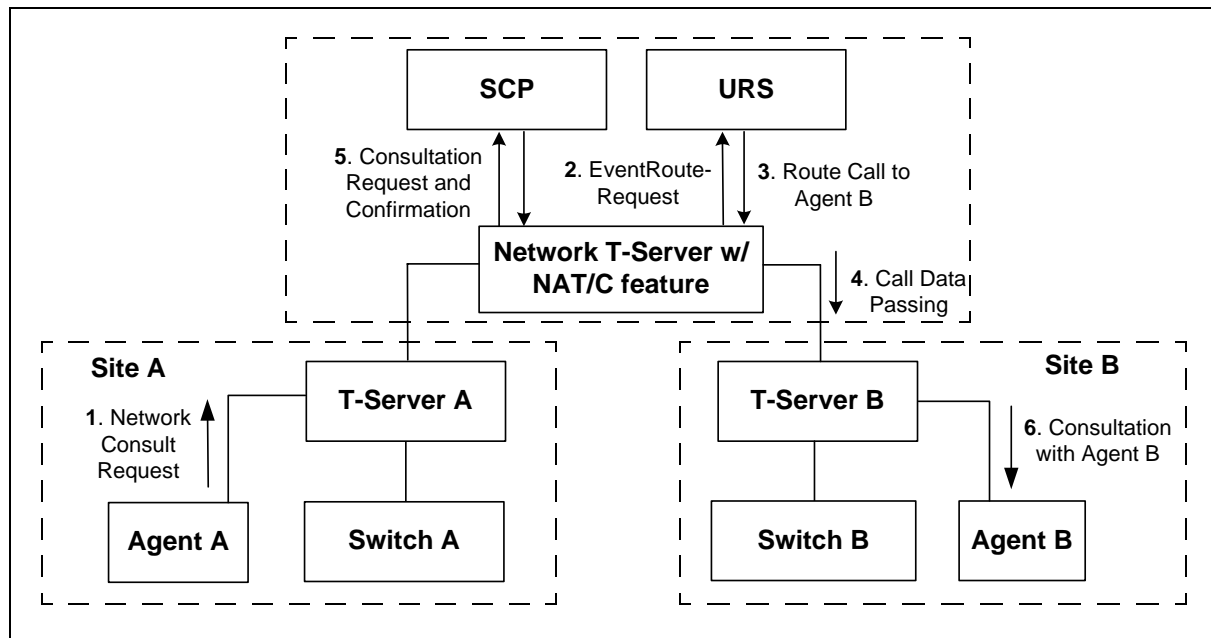 SCP
URS
5. Consultation
Request and
Confirmation
2. EventRoute-
Request
3. Route Call to
Agent B
Network T-Server w/
NAT/C feature
4. Call Data
Passing
Site A
T-Server A
1. Network
Consult
Request
Agent A
Switch A
Site B
T-Server B
6. Consultation
with Agent B
Switch B
Agent B